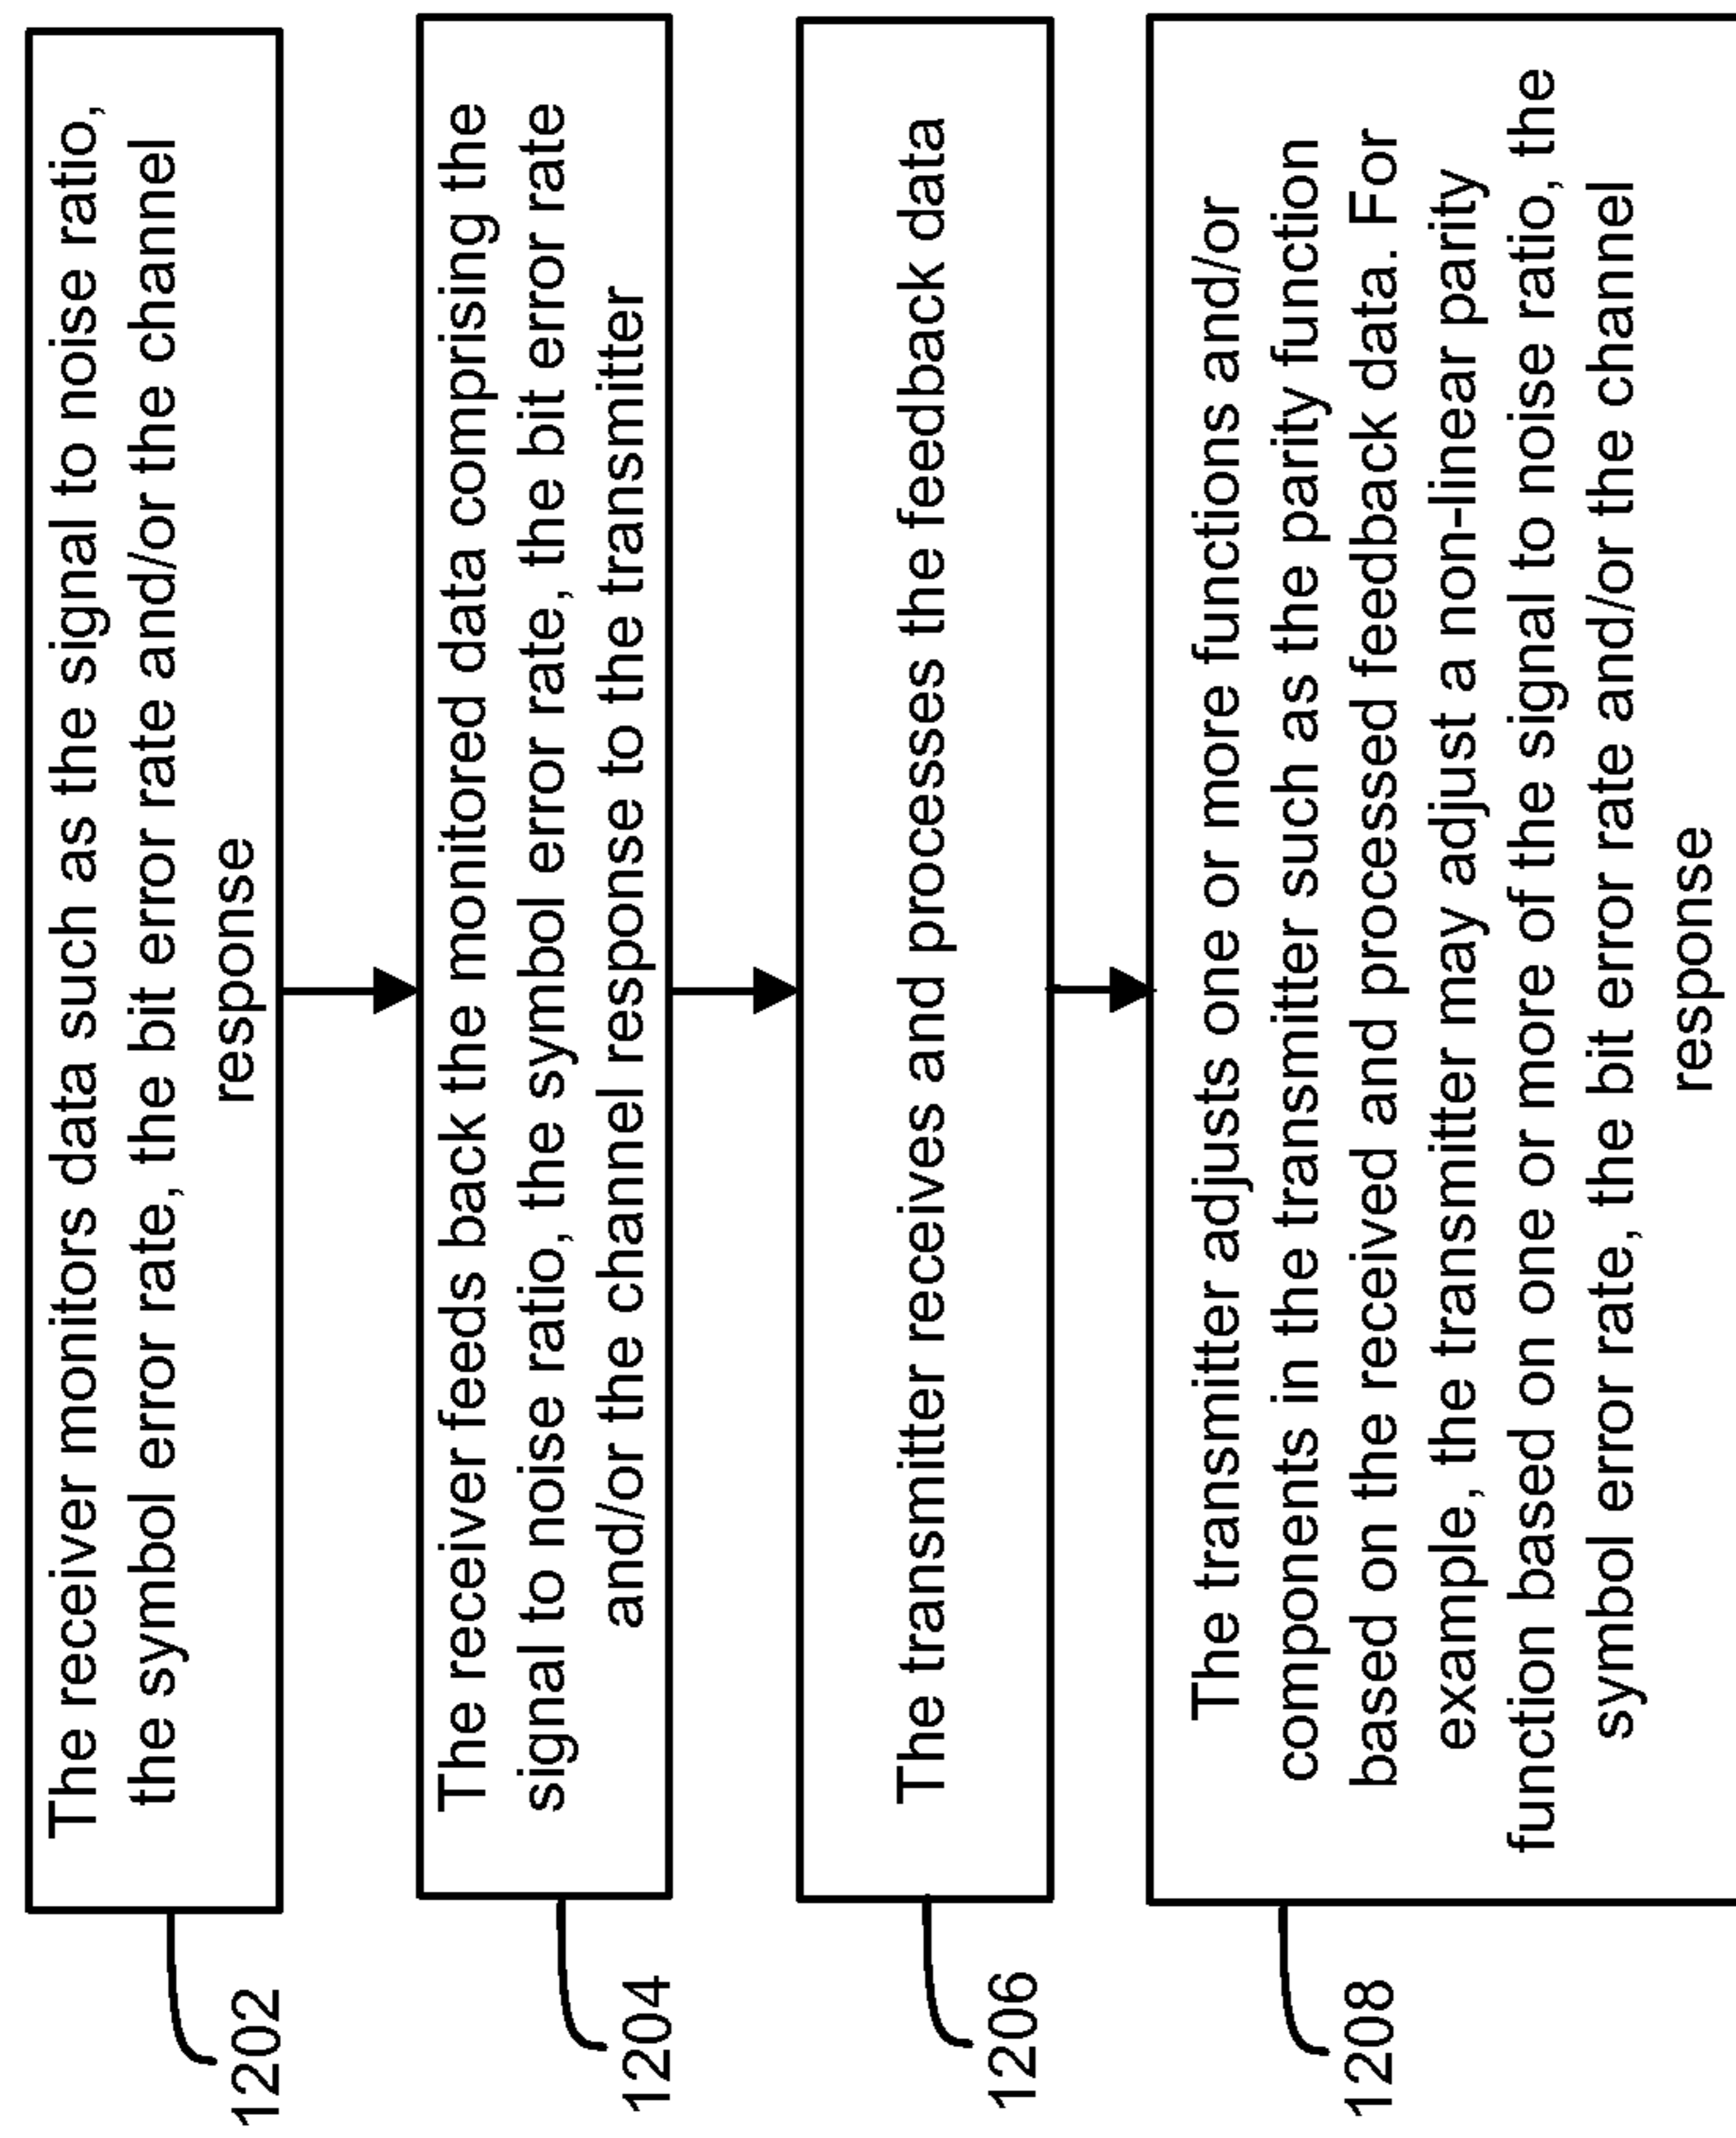 The receiver monitors data such as the signal to noise ratio,
the symbol error rate, the bit error rate and/or the channel
response
1202
The receiver feeds back the monitored data comprising the
signal to noise ratio, the symbol error rate, the bit error rate
and/or the channel response to the transmitter
1204
The transmitter receives and processes the feedback data
1206
The transmitter adjusts one or more functions and/or
components in the transmitter such as the parity function
based on the received and processed feedback data. For
example, the transmitter may adjust a non-linear parity
function based on one or more of the signal to noise ratio, the
symbol error rate, the bit error rate and/or the channel
response
1208